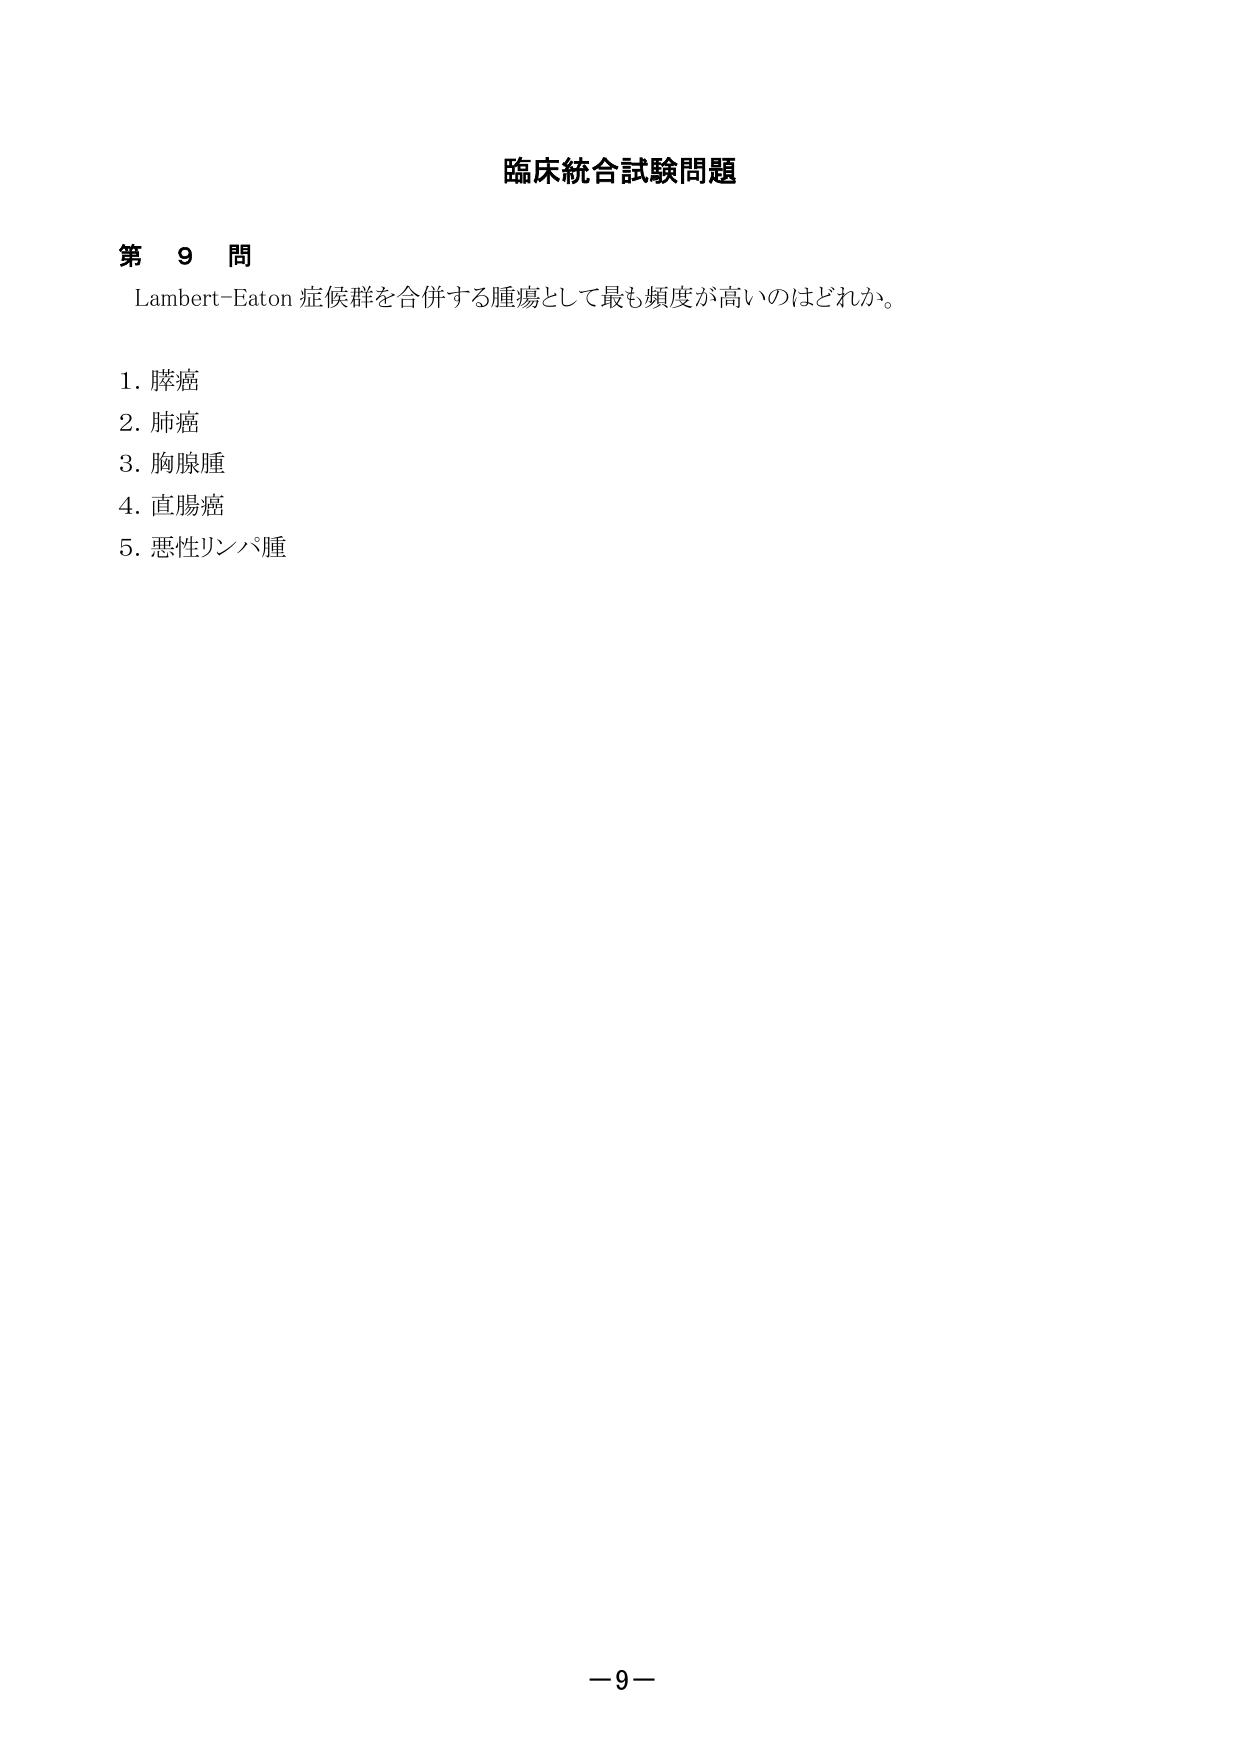 臨床統合試験問題
第　９　問
Lambert-Eaton 症候群を合併する腫瘍として最も頻度が高いのはどれか。
1. 膵癌
2. 肺癌
3. 胸腺腫
4. 直腸癌
5. 悪性リンパ腫
－9－